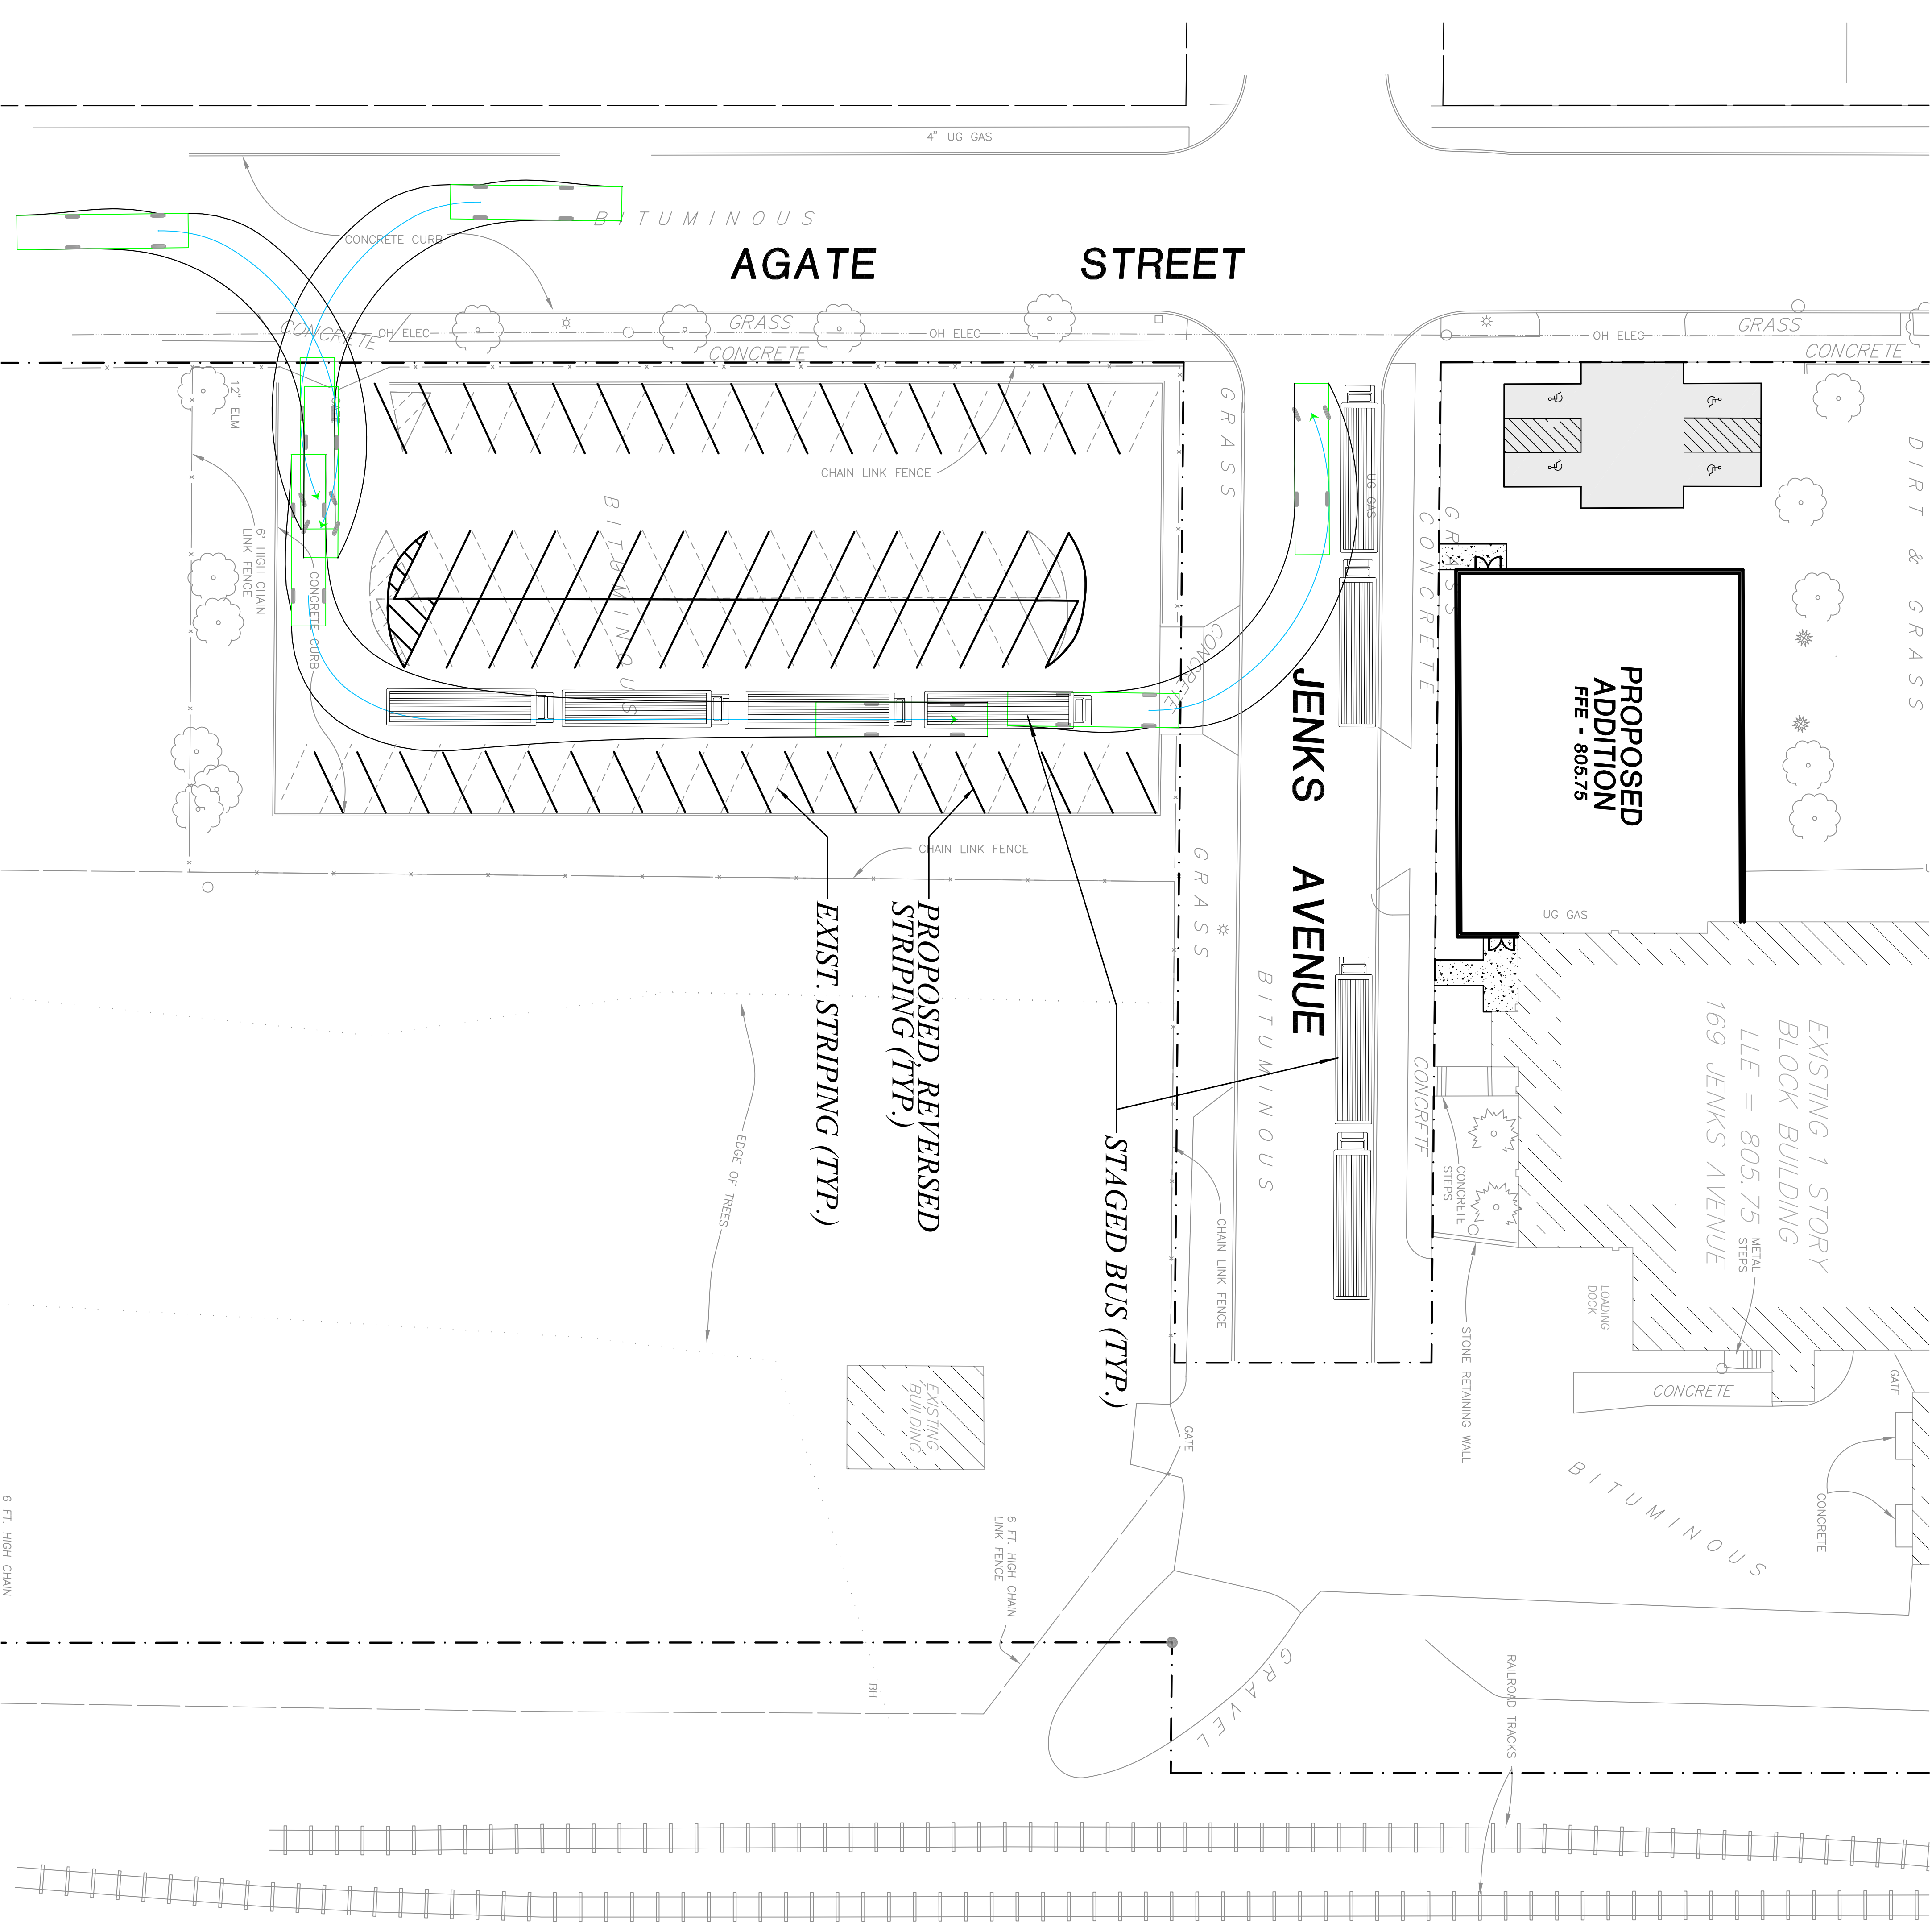 4" UG GAS
BITUMINOUS
CONCRETE CURB
AGATE STREET
CONCRETE
OH ELEC
GRASS
CONCRETE
OH ELEC
OH ELEC
GRASS
CONCRETE
12" ELM
GATE
GRASS
CHAIN LINK FENCE
UG GAS
GRASS
CONCRETE
DIRT & GRASS
BITUMINOUS
6' HIGH CHAIN
LINK FENCE
CONCRETE CURB
CONCRETE
JENKS AVENUE
PROPOSED
ADDITION
FFE - 805.75
CHAIN LINK FENCE
GRASS
UG GAS
EXIST. STRIPING (TYP.)
PROPOSED, REVERSED
STRIPING (TYP.)
STAGED BUS (TYP.)
BITUMINOUS
CONCRETE
EXISTING 1 STORY
BLOCK BUILDING
LLE = 805.75
169 JENKS AVENUE
CONCRETE
STEPS
METAL
STEPS
EDGE OF TREES
CHAIN LINK FENCE
LOADING
DOCK
STONE RETAINING WALL
EXISTING
BUILDING
CONCRETE
GATE
GATE
BITUMINOUS
CONCRETE
6 FT. HIGH CHAIN
LINK FENCE
6 FT. HIGH CHAIN
GRAVEL
BH
RAILROAD TRACKS